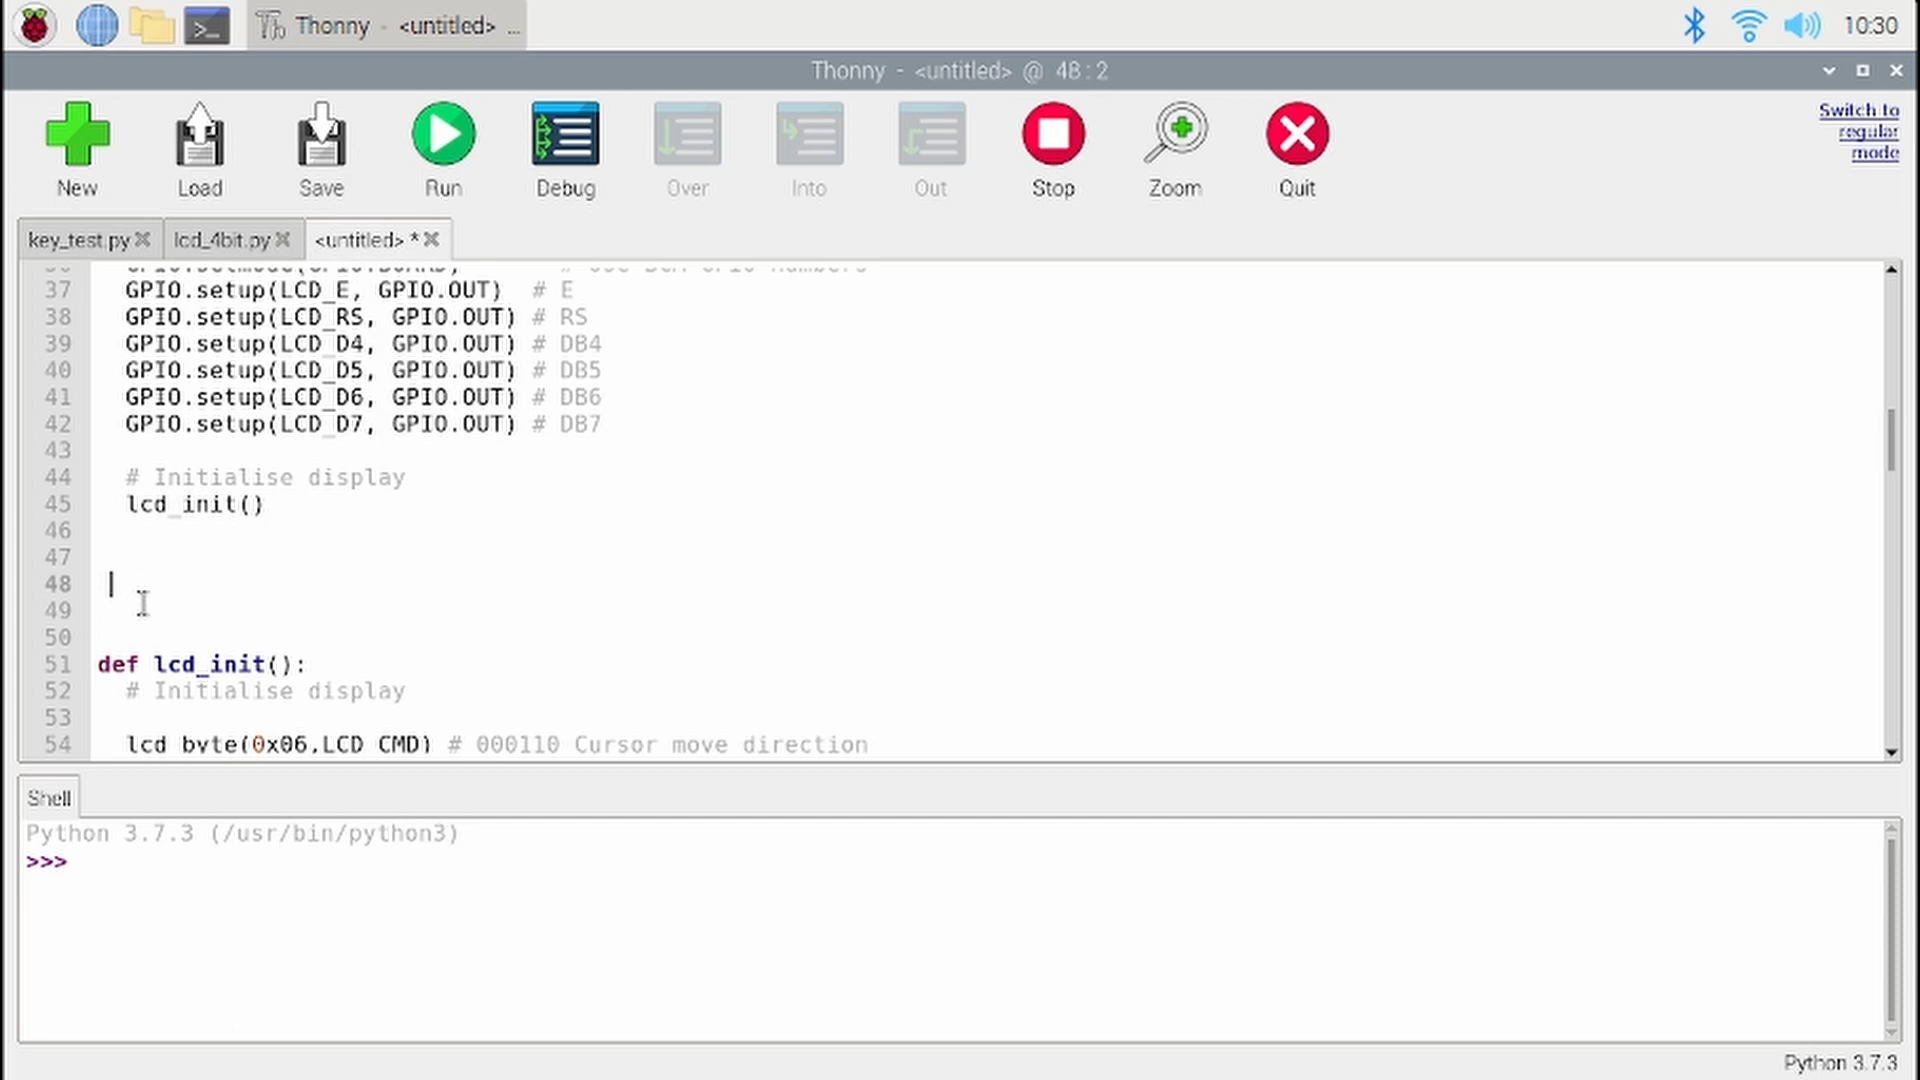 Thonny - <untitled> ...
10:30
Thonny - <untitled> @ 48:2
New Load Save Run Debug Over Into Out Stop Zoom Quit
Switch to
regular
mode
key_test.py lcd_4bit.py <untitled> *
37 GPIO.setup(LCD_E, GPIO.OUT) # E
38 GPIO.setup(LCD_RS, GPIO.OUT) # RS
39 GPIO.setup(LCD_D4, GPIO.OUT) # DB4
40 GPIO.setup(LCD_D5, GPIO.OUT) # DB5
41 GPIO.setup(LCD_D6, GPIO.OUT) # DB6
42 GPIO.setup(LCD_D7, GPIO.OUT) # DB7
43
44 # Initialise display
45 lcd_init()
46
47
48
49
50
51 def lcd_init():
52 # Initialise display
53
54 lcd_byte(0x06,LCD_CMD) # 000110 Cursor move direction
Shell
Python 3.7.3 (/usr/bin/python3)
>>>
Python 3.7.3